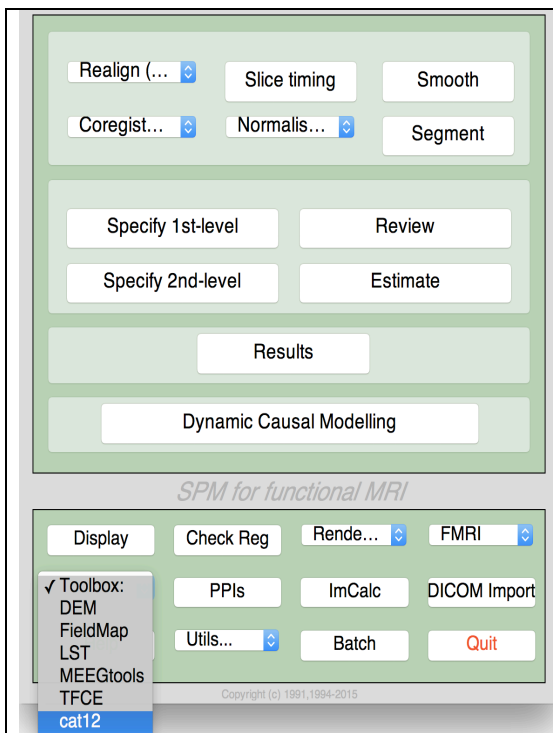 Realign (... Slice timing Smooth
Coregist... Normalis... Segment
Specify 1st-level Review
Specify 2nd-level Estimate
Results
Dynamic Causal Modelling
SPM for functional MRI
Display Check Reg Rende... FMRI
✓ Toolbox: PPIs ImCalc DICOM Import
DEM
FieldMap
LST Utils... Batch Quit
MEEGtools
TFCE Copyright (c) 1991,1994-2015
cat12